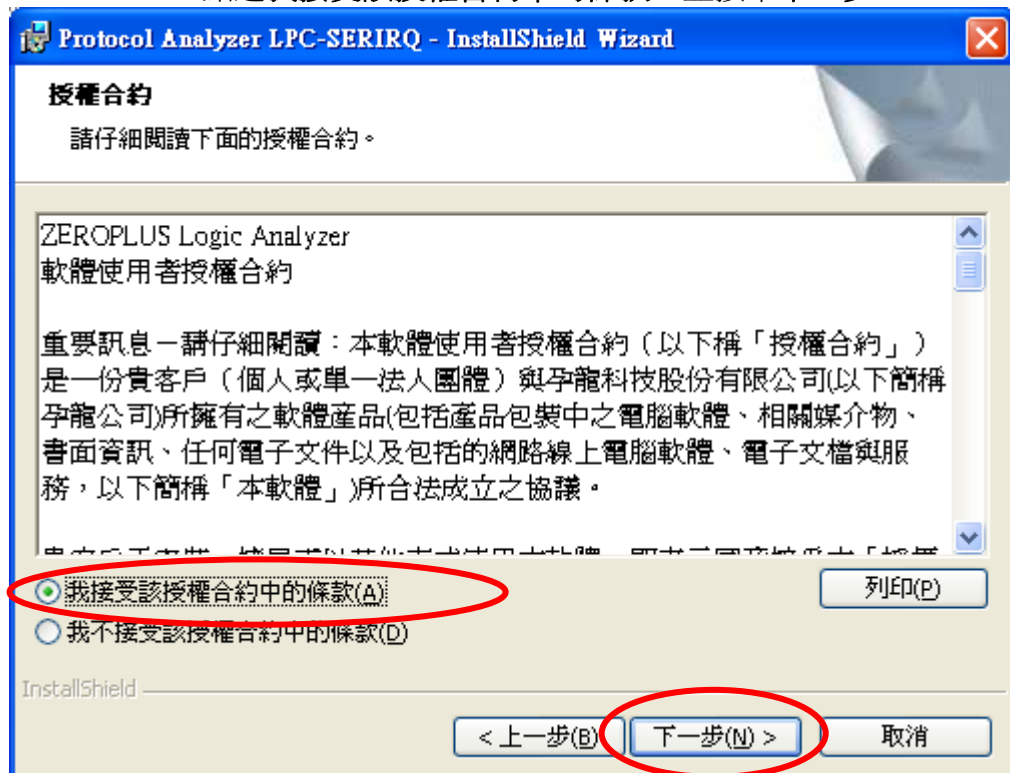 Protocol Analyzer LPC-SERIRQ - InstallShield Wizard
授權合約
請仔細閱讀下面的授權合約。
ZEROPLUS Logic Analyzer
軟體使用者授權合約
重要訊息－請仔細閱讀：本軟體使用者授權合約（以下稱「授權合約」）
是一份貴客戶（個人或單一法人團體）與孕龍科技股份有限公司(以下簡稱
孕龍公司)所擁有之軟體產品(包括產品包裝中之電腦軟體、相關媒介物、
書面資訊、任何電子文件以及包括的網路線上電腦軟體、電子文檔與服
務，以下簡稱「本軟體」)所合法成立之協議。
我接受該授權合約中的條款(A)
列印(P)
我不接受該授權合約中的條款(D)
InstallShield
< 上一步(B)
下一步(N) >
取消